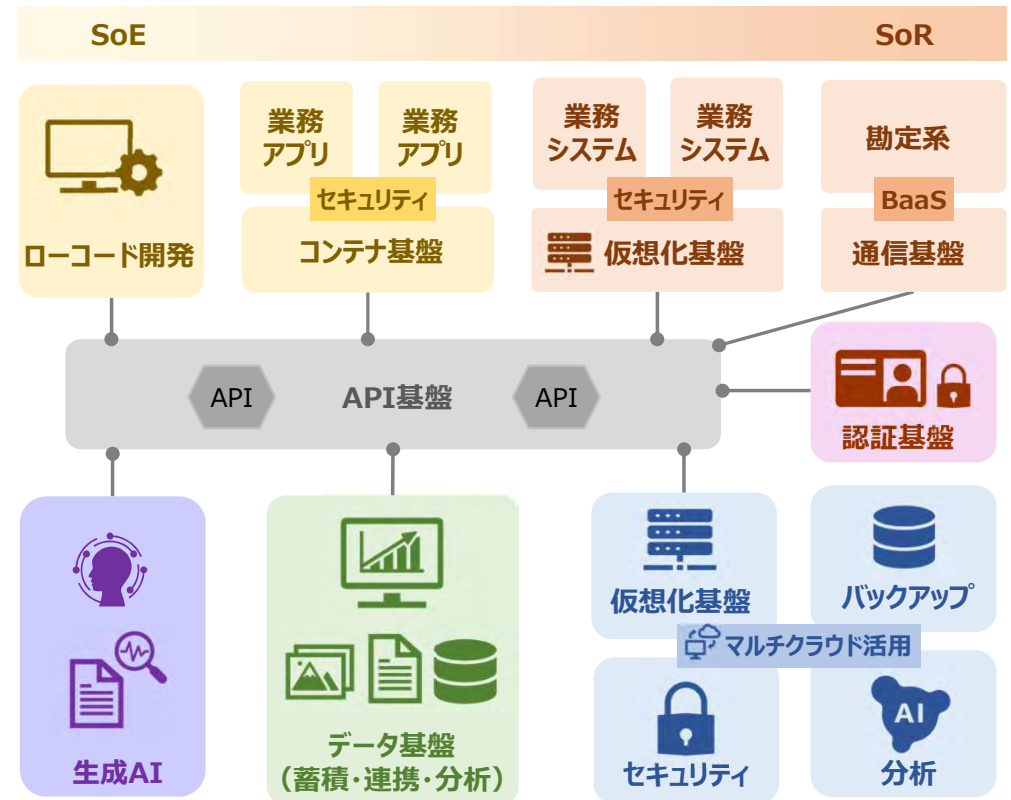 SoE
SoR
ローコード開発
業務
アプリ
業務
アプリ
セキュリティ
コンテナ基盤
業務
システム
業務
システム
セキュリティ
仮想化基盤
勘定系
BaaS
通信基盤
API
API基盤
API
認証基盤
生成AI
データ基盤
(蓄積・連携・分析)
仮想化基盤
バックアップ
マルチクラウド活用
セキュリティ
AI
分析